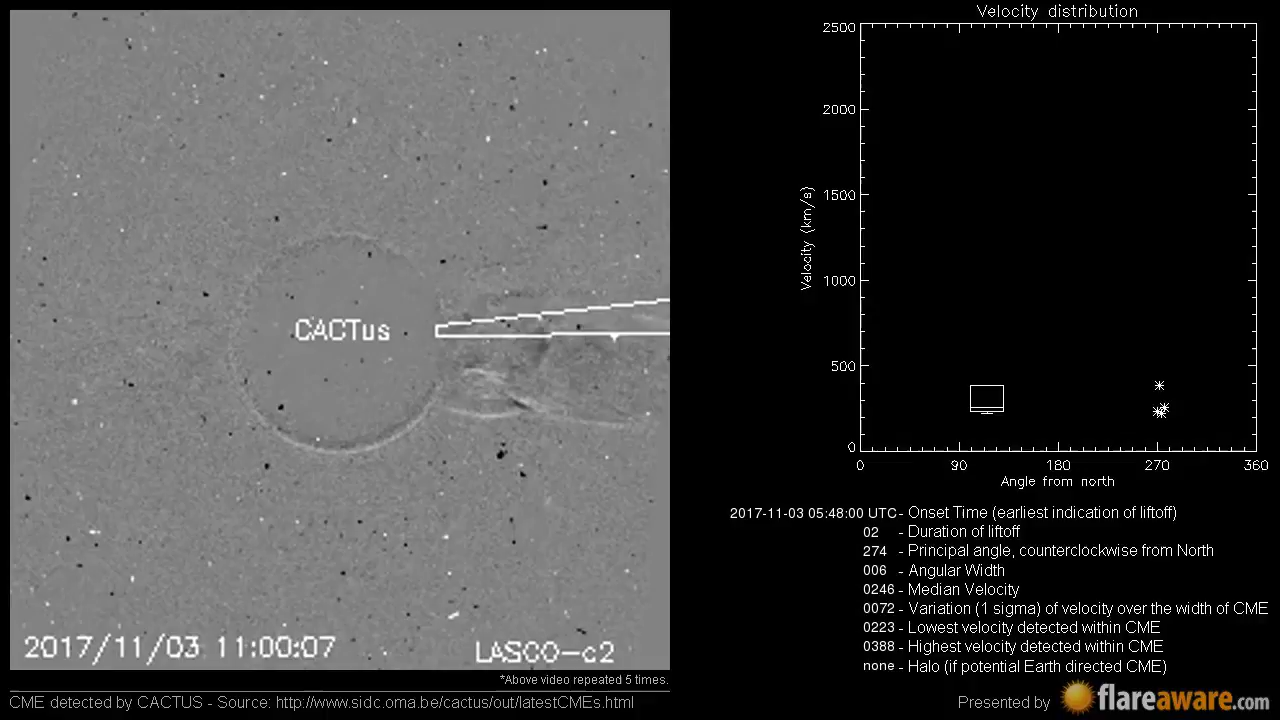 CACTus
2017/11/03 11:00:07
LASCO-c2
*Above video repeated 5 times.
CME detected by CACTUS - Source: http://www.sidc.oma.be/cactus/out/latestCMEs.html
Velocity distribution
Velocity (km/s)
2500
2000
1500
1000
500
0
0 90 180 270 360
Angle from north
2017-11-03 05:48:00 UTC - Onset Time (earliest indication of liftoff)
02 - Duration of liftoff
274 - Principal angle, counterclockwise from North
006 - Angular Width
0246 - Median Velocity
0072 - Variation (1 sigma) of velocity over the width of CME
0223 - Lowest velocity detected within CME
0388 - Highest velocity detected within CME
none - Halo (if potential Earth directed CME)
Presented by flareaware.com